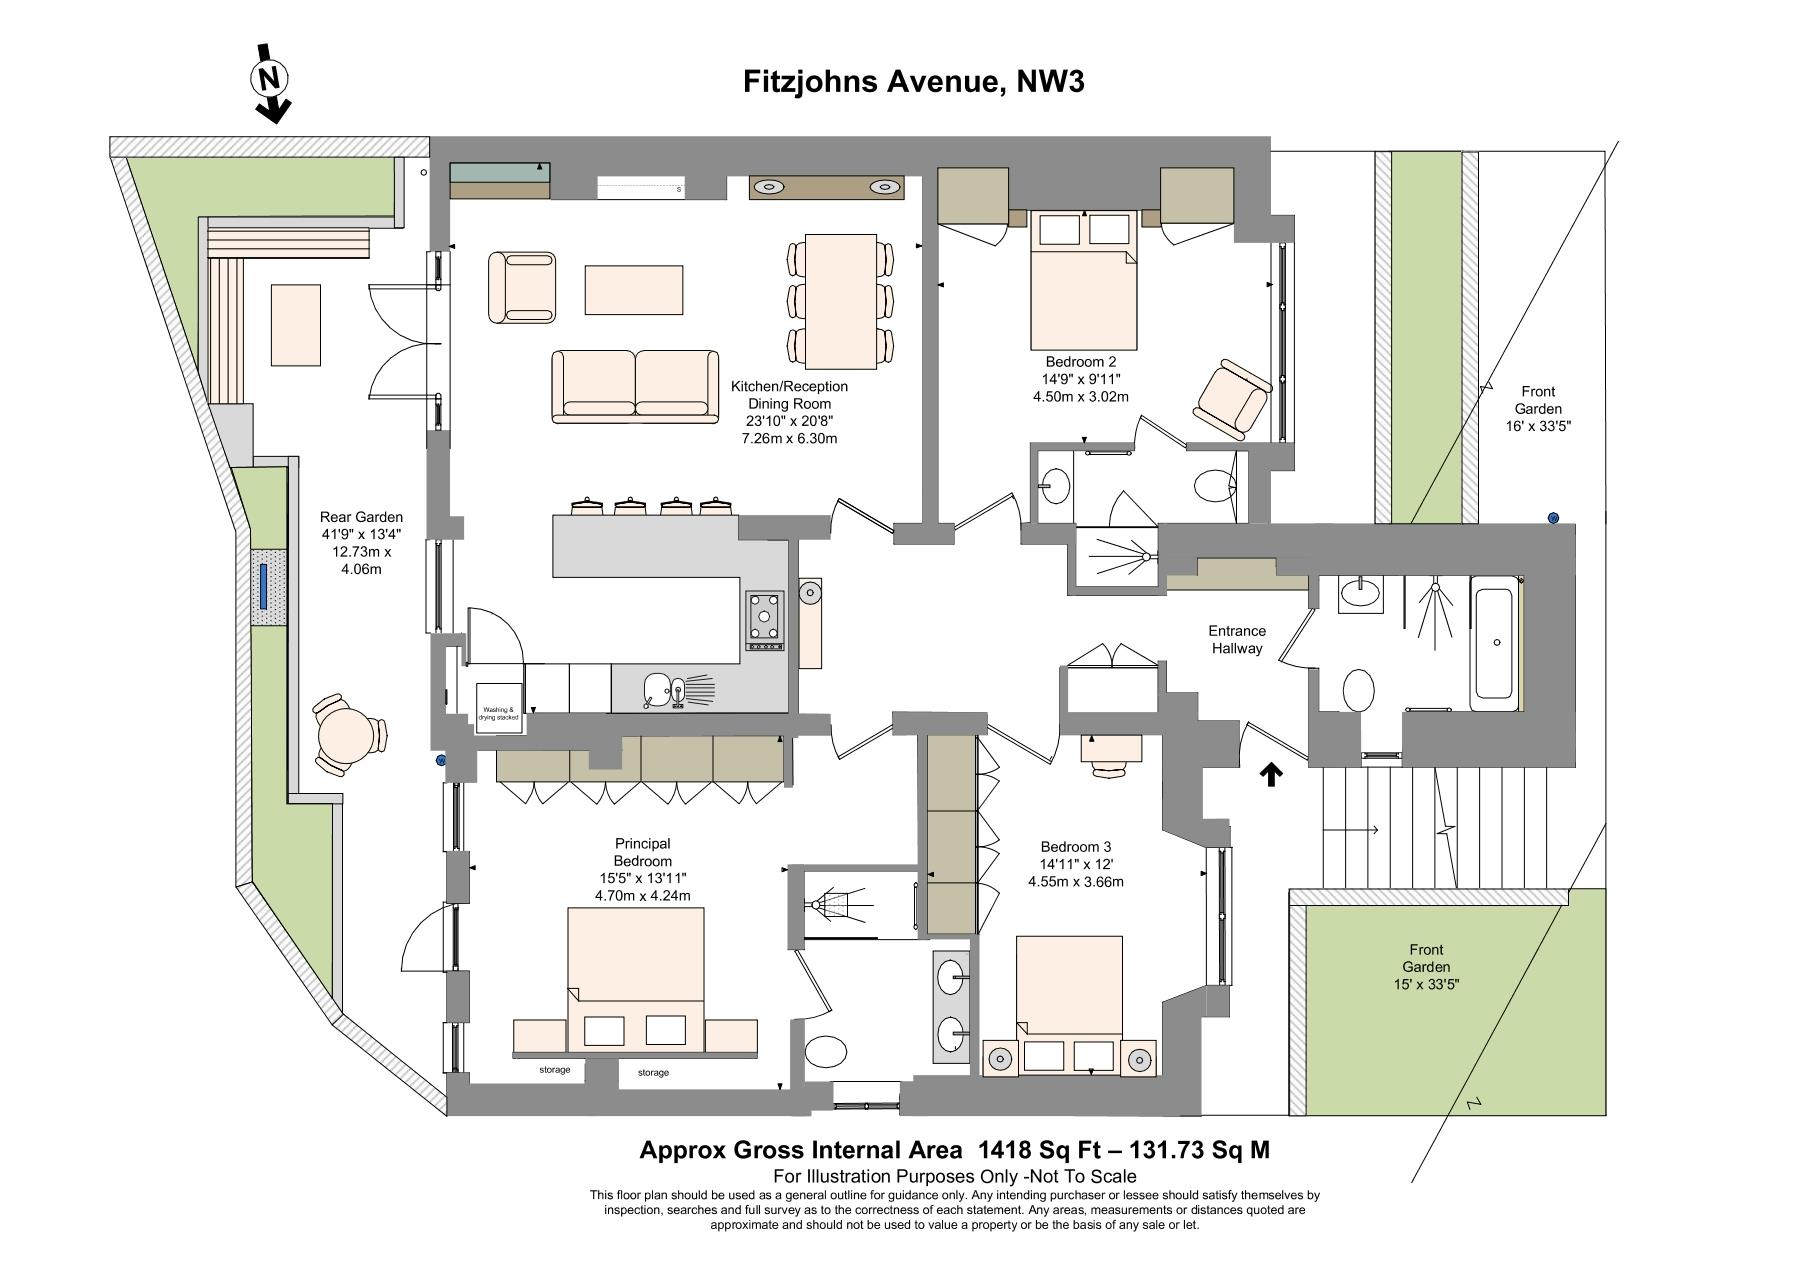 N
Fitzjohns Avenue, NW3
S
Kitchen/Reception
Dining Room
23'10" x 20'8"
7.26m x 6.30m
Bedroom 2
14'9" x 9'11"
4.50m x 3.02m
Front
Garden
16' x 33'5"
Rear Garden
41'9" x 13'4"
12.73m x
4.06m
Entrance
Hallway
Washing &
drying stacked
Principal
Bedroom
15'5" x 13'11"
4.70m x 4.24m
Bedroom 3
14'11" x 12'
4.55m x 3.66m
Front
Garden
15' x 33'5"
storage
storage
Approx Gross Internal Area 1418 Sq Ft – 131.73 Sq M
For Illustration Purposes Only -Not To Scale
This floor plan should be used as a general outline for guidance only. Any intending purchaser or lessee should satisfy themselves by
inspection, searches and full survey as to the correctness of each statement. Any areas, measurements or distances quoted are
approximate and should not be used to value a property or be the basis of any sale or let.